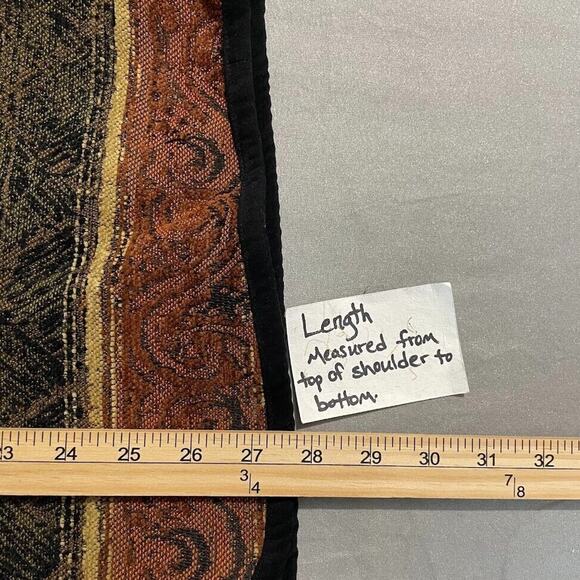 Length
Measured from
top of shoulder to
bottom.
23 24 25 26 27 28 29 30 31 32
3/4 7/8